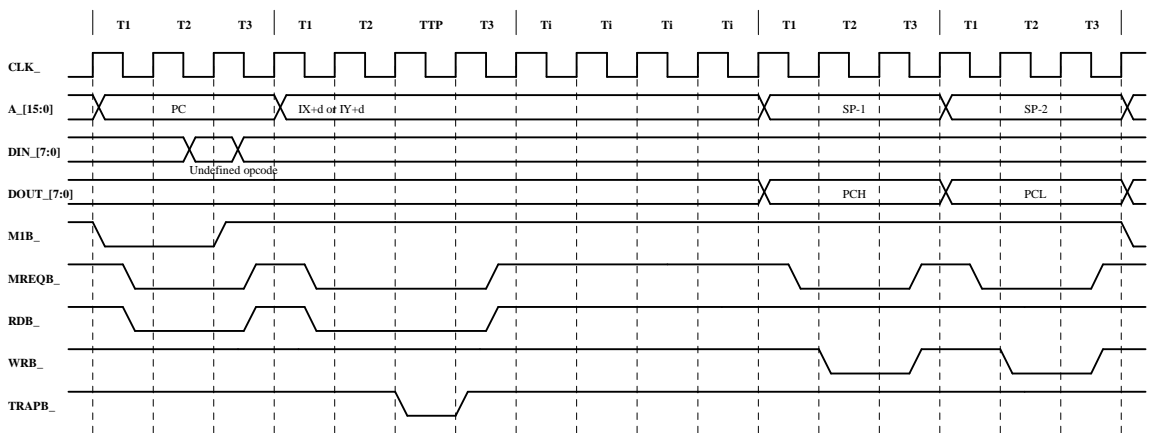 T1 T2 T3 T1 T2 TTP T3 Ti Ti Ti Ti T1 T2 T3 T1 T2 T3
CLK_
A_[15:0] PC IX+d or IY+d SP-1 SP-2
DIN_[7:0]
Undefined opcode
DOUT_[7:0] PCH PCL
M1B_
MREQB_
RDB_
WRB_
TRAPB_